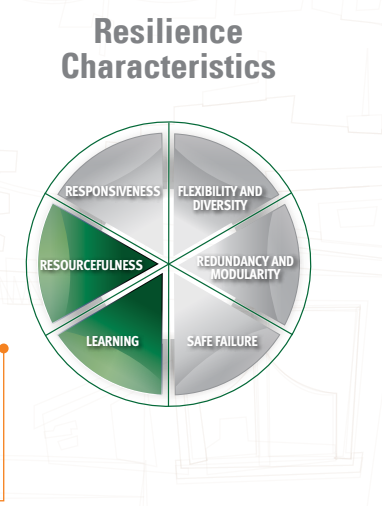 Resilience
Characteristics
RESPONSIVENESS
FLEXIBILITY AND
DIVERSITY
RESOURCEFULNESS
REDUNDANCY AND
MODULARITY
LEARNING
SAFE FAILURE